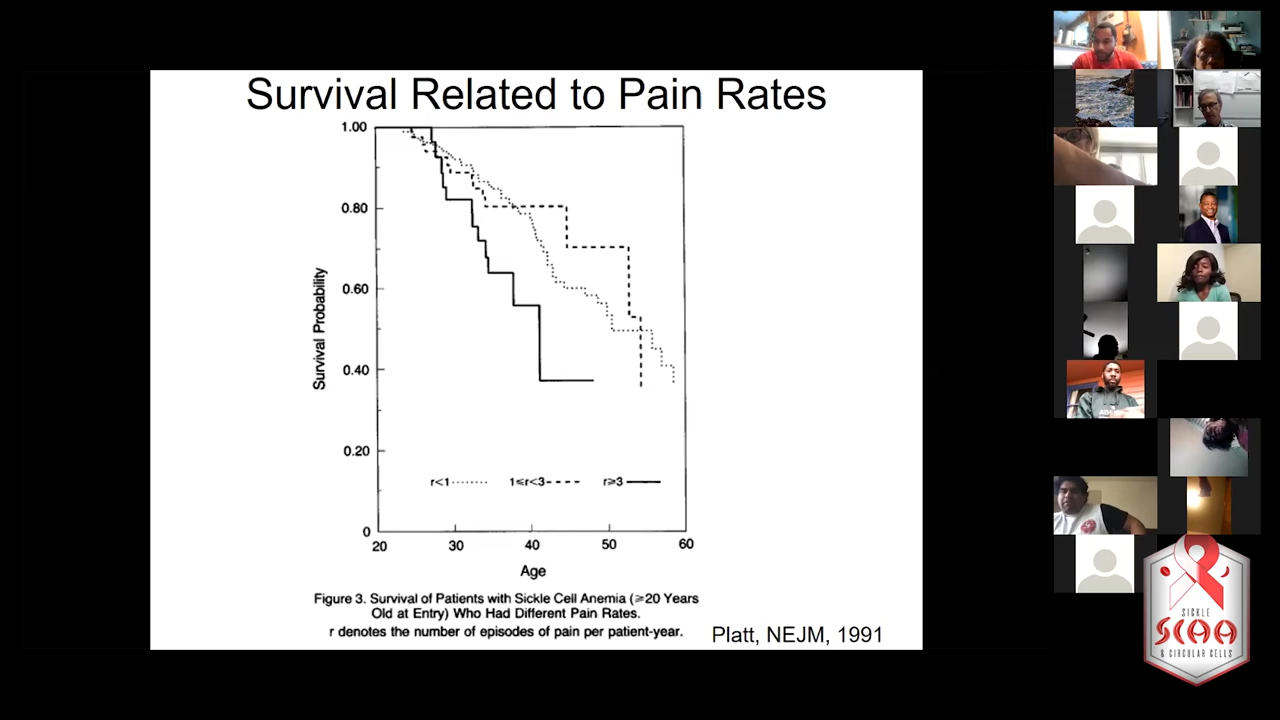 Survival Related to Pain Rates
1.00
0.80
0.60
0.40
0.20
0
Survival Probability
r<1
1≤r<3
r≥3
20
30
40
50
60
Age
Figure 3. Survival of Patients with Sickle Cell Anemia (≥20 Years
Old at Entry) Who Had Different Pain Rates.
r denotes the number of episodes of pain per patient-year.
Platt, NEJM, 1991
SICKLE
SCAA
& CIRCULAR CELLS